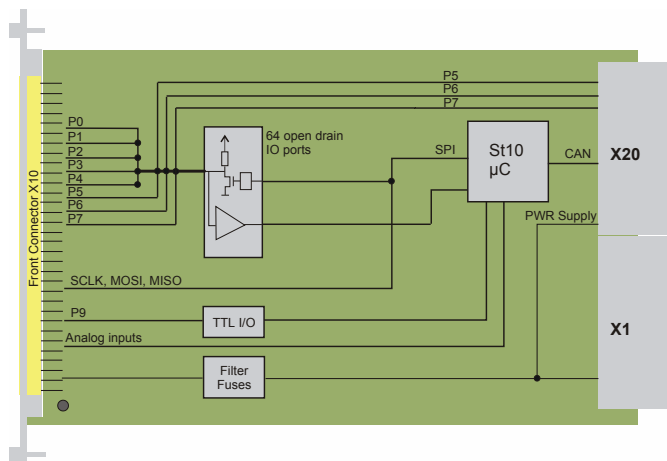 P5
P6
P7
P0
P1
P2
P3
P4
P5
P6
P7
64 open drain
IO ports
SPI
St10
µC
CAN
X20
PWR Supply
Front Connector X10
SCLK, MOSI, MISO
P9
TTL I/O
X1
Analog inputs
Filter
Fuses